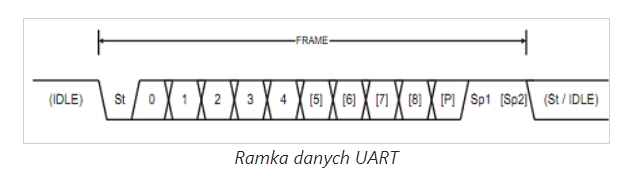 FRAME
(IDLE) St 0 1 2 3 4 [5] [6] [7] [8] [P] Sp1 [Sp2] (St / IDLE)
Ramka danych UART